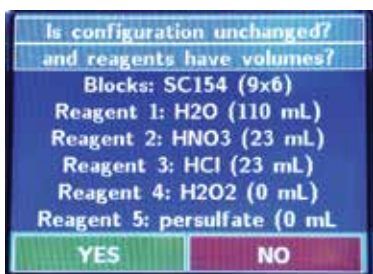 Is configuration unchanged?
and reagents have volumes?
Blocks: SC154 (9x6)
Reagent 1: H2O (110 mL)
Reagent 2: HNO3 (23 mL)
Reagent 3: HCl (23 mL)
Reagent 4: H2O2 (0 mL)
Reagent 5: persulfate (0 mL
YES NO